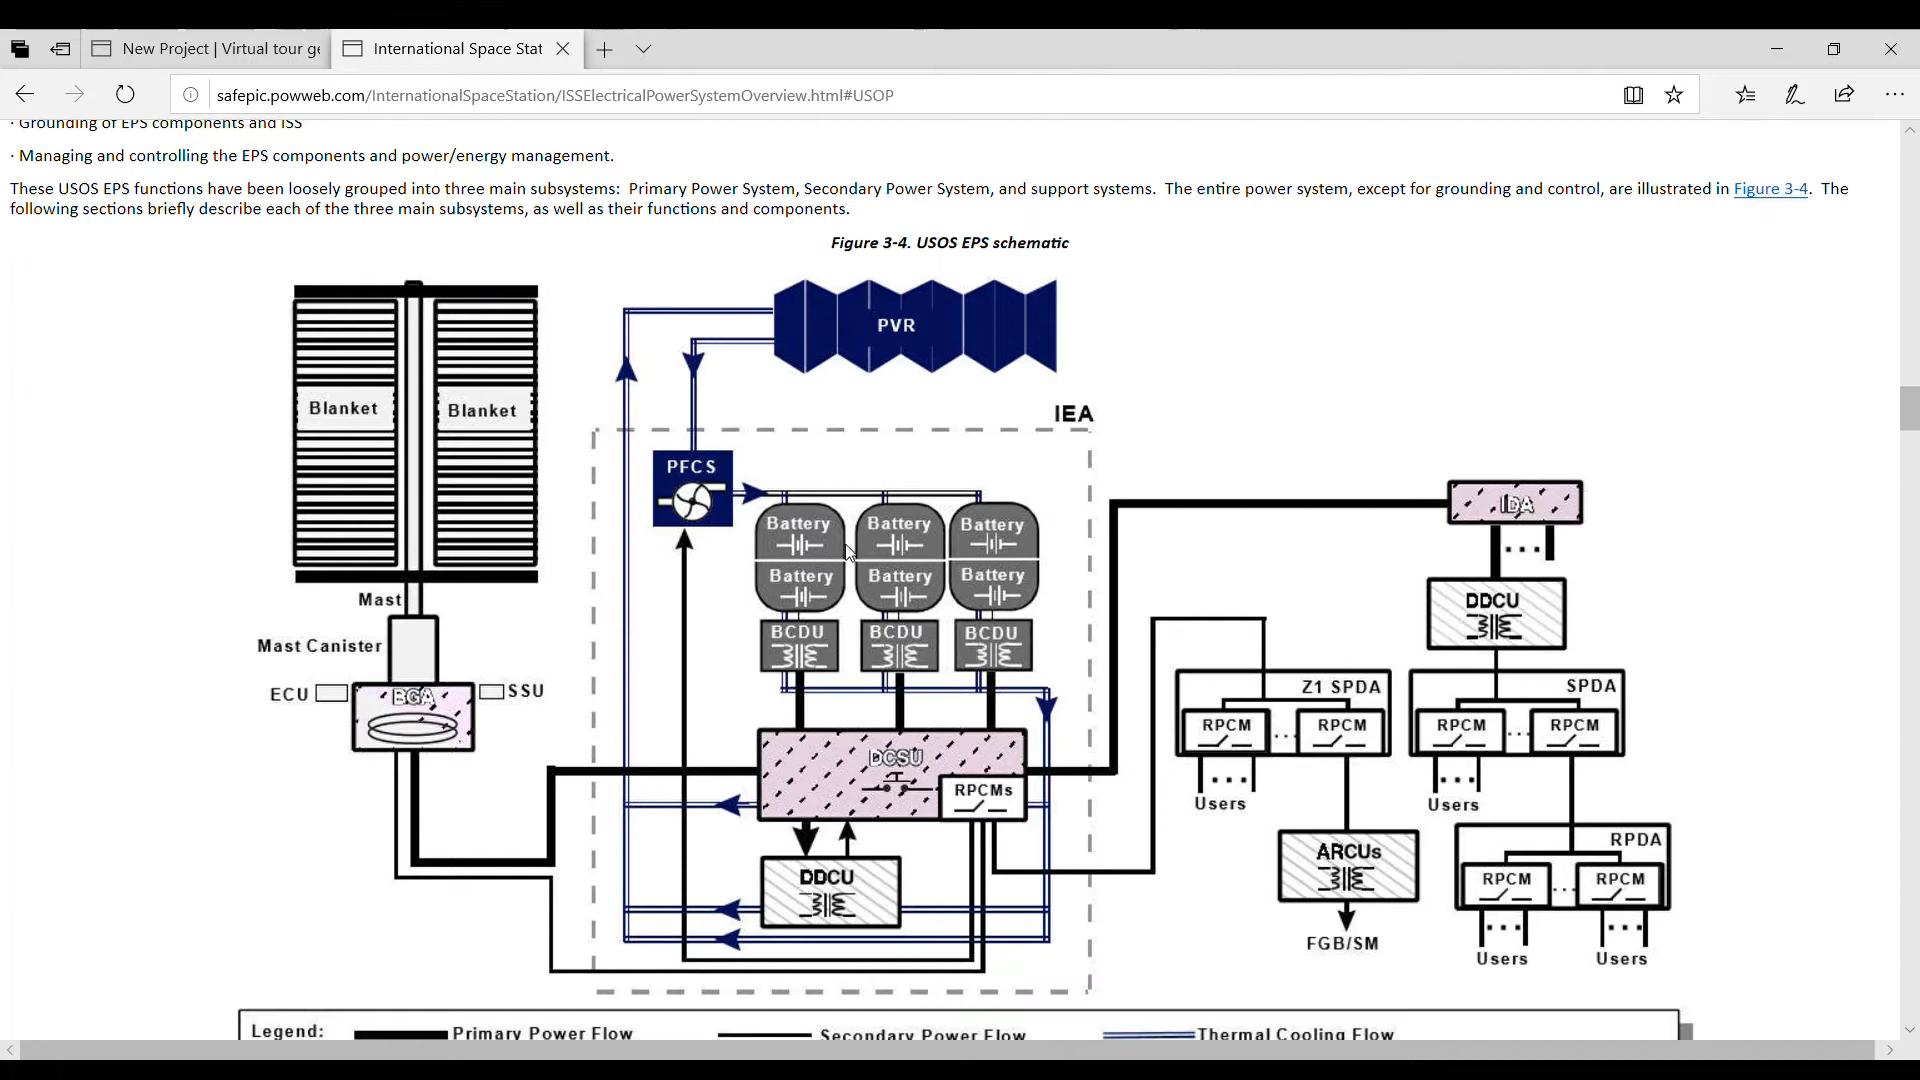 New Project | Virtual tour ge
International Space Stat
safepic.powweb.com/InternationalSpaceStation/ISSElectricalPowerSystemOverview.html#USOP
· Grounding of EPS components and ISS
· Managing and controlling the EPS components and power/energy management.
These USOS EPS functions have been loosely grouped into three main subsystems:  Primary Power System, Secondary Power System, and support systems.  The entire power system, except for grounding and control, are illustrated in Figure 3-4.  The
following sections briefly describe each of the three main subsystems, as well as their functions and components.
Figure 3-4. USOS EPS schematic
PVR
Blanket Blanket
IEA
PFCS
IDA
Battery Battery Battery
Battery Battery Battery
Mast
DDCU
BCDU BCDU BCDU
Mast Canister
ECU BGA SSU
Z1 SPDA SPDA
RPCM ... RPCM RPCM ... RPCM
DCSU
RPCMs
Users Users
RPDA
ARCUs
DDCU
RPCM ... RPCM
FGB/SM
Users Users
Legend: Primary Power Flow Secondary Power Flow Thermal Cooling Flow